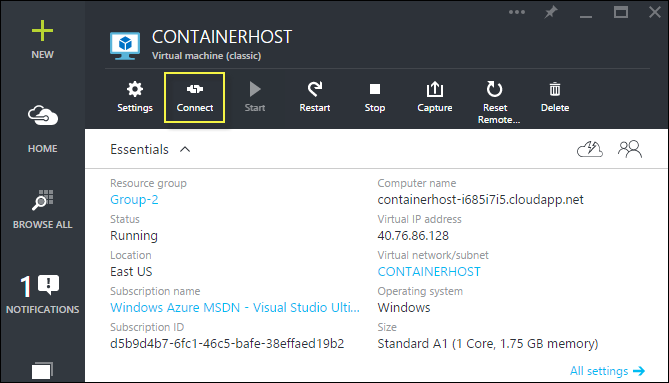 CONTAINERHOST
Virtual machine (classic)
NEW
Settings
Connect
Start
Restart
Stop
Capture
Reset
Remote...
Delete
HOME
BROWSE ALL
1
NOTIFICATIONS
Essentials
Resource group
Group-2
Status
Running
Location
East US
Subscription name
Windows Azure MSDN - Visual Studio Ulti...
Subscription ID
d5b9d4b7-6fc1-46c5-bafe-38effaed19b2
Computer name
containerhost-i685i7i5.cloudapp.net
Virtual IP address
40.76.86.128
Virtual network/subnet
CONTAINERHOST
Operating system
Windows
Size
Standard A1 (1 Core, 1.75 GB memory)
All settings